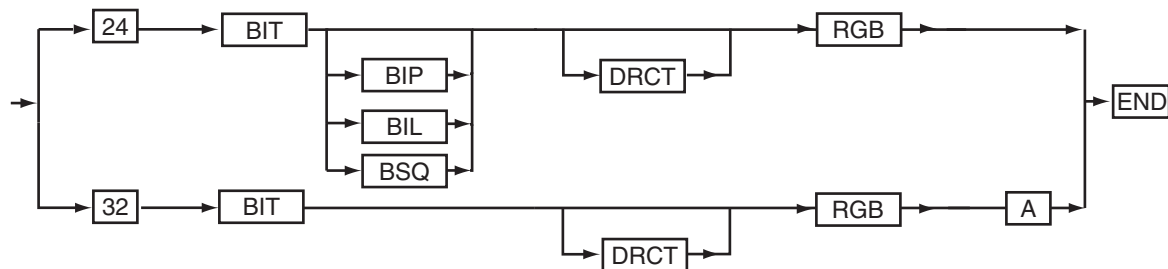 24 BIT RGB
BIP DRCT
END
BIL
BSQ
32 BIT RGB A
DRCT